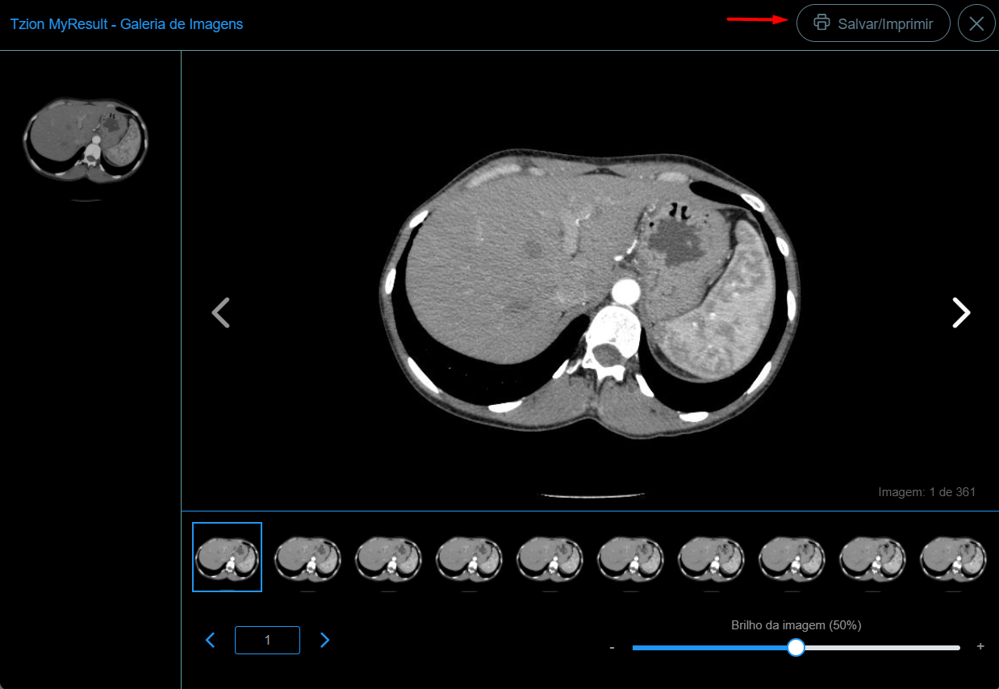 Tzion MyResult - Galeria de Imagens
Salvar/Imprimir
Imagem: 1 de 361
1
Brilho da imagem (50%)
- +